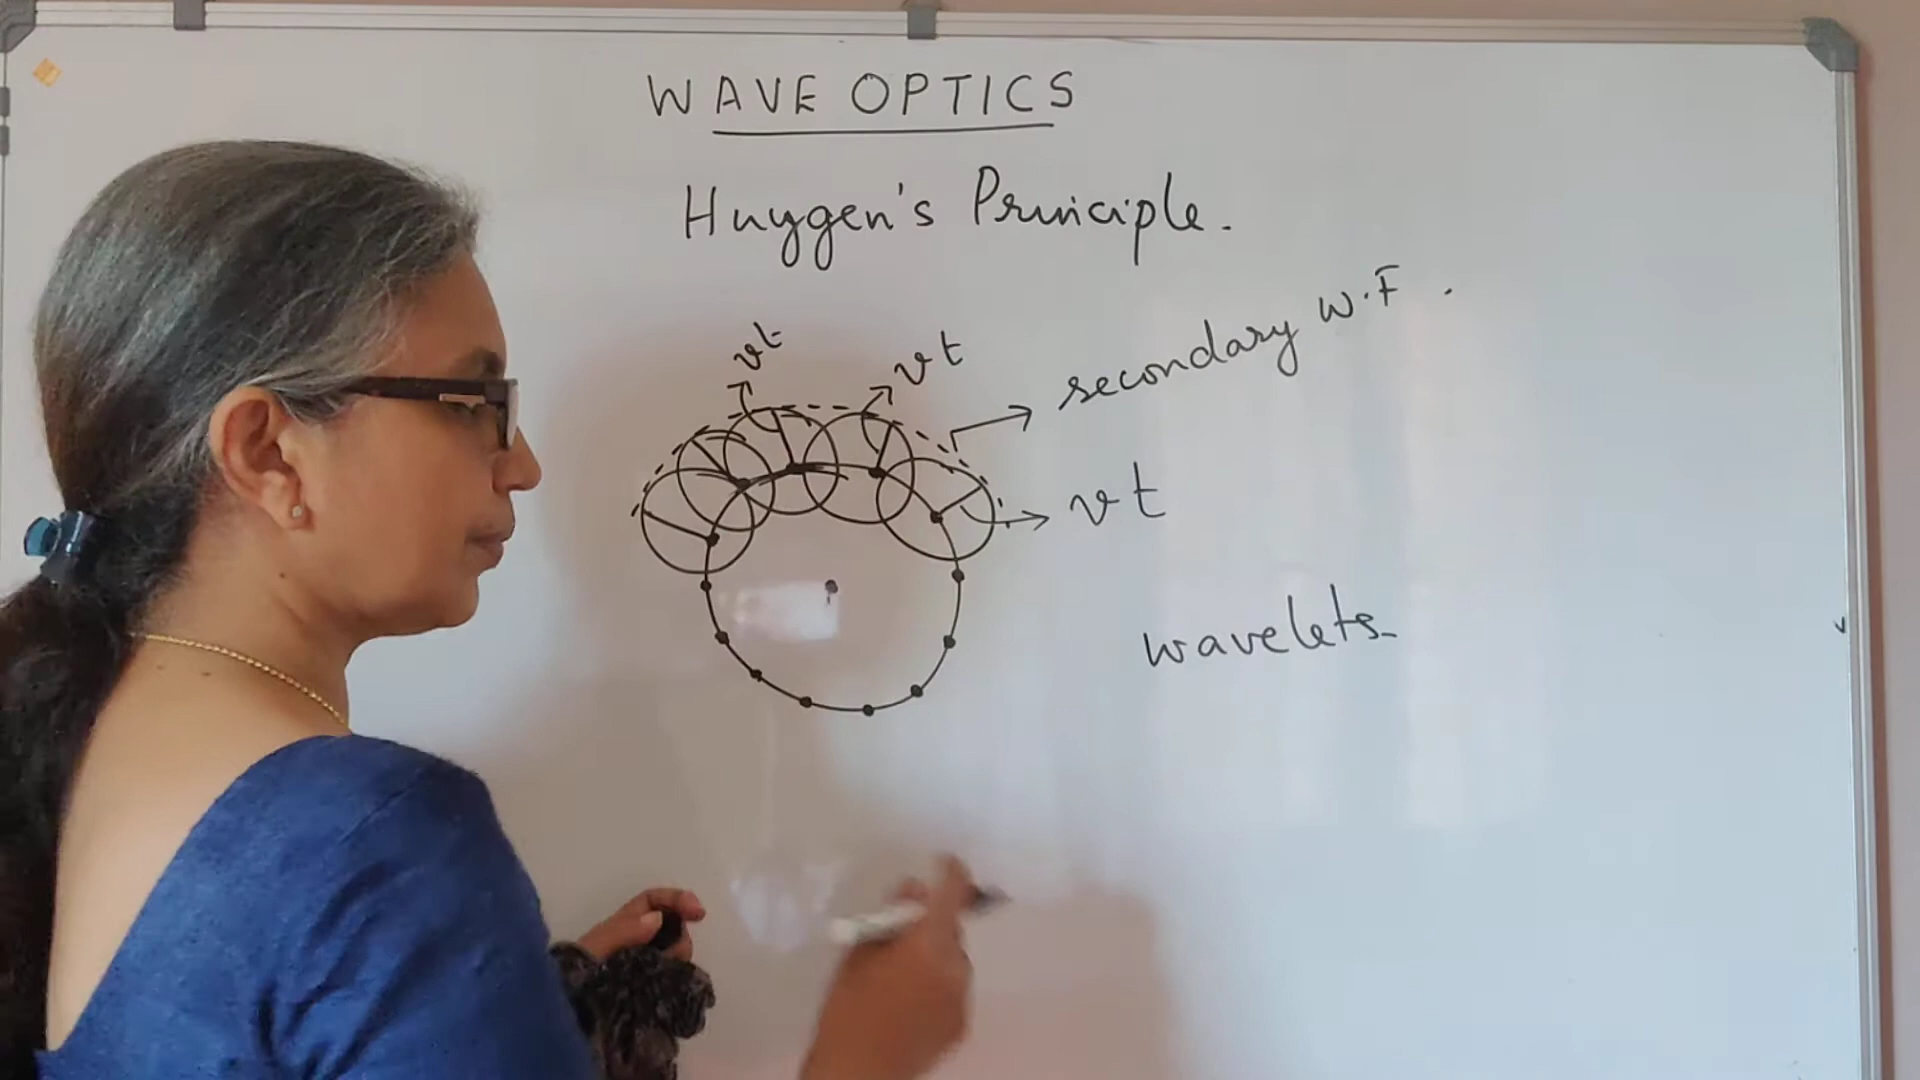 WAVE OPTICS
Huygen's Principle.
secondary W.F.
vt
vt
vt
wavelets